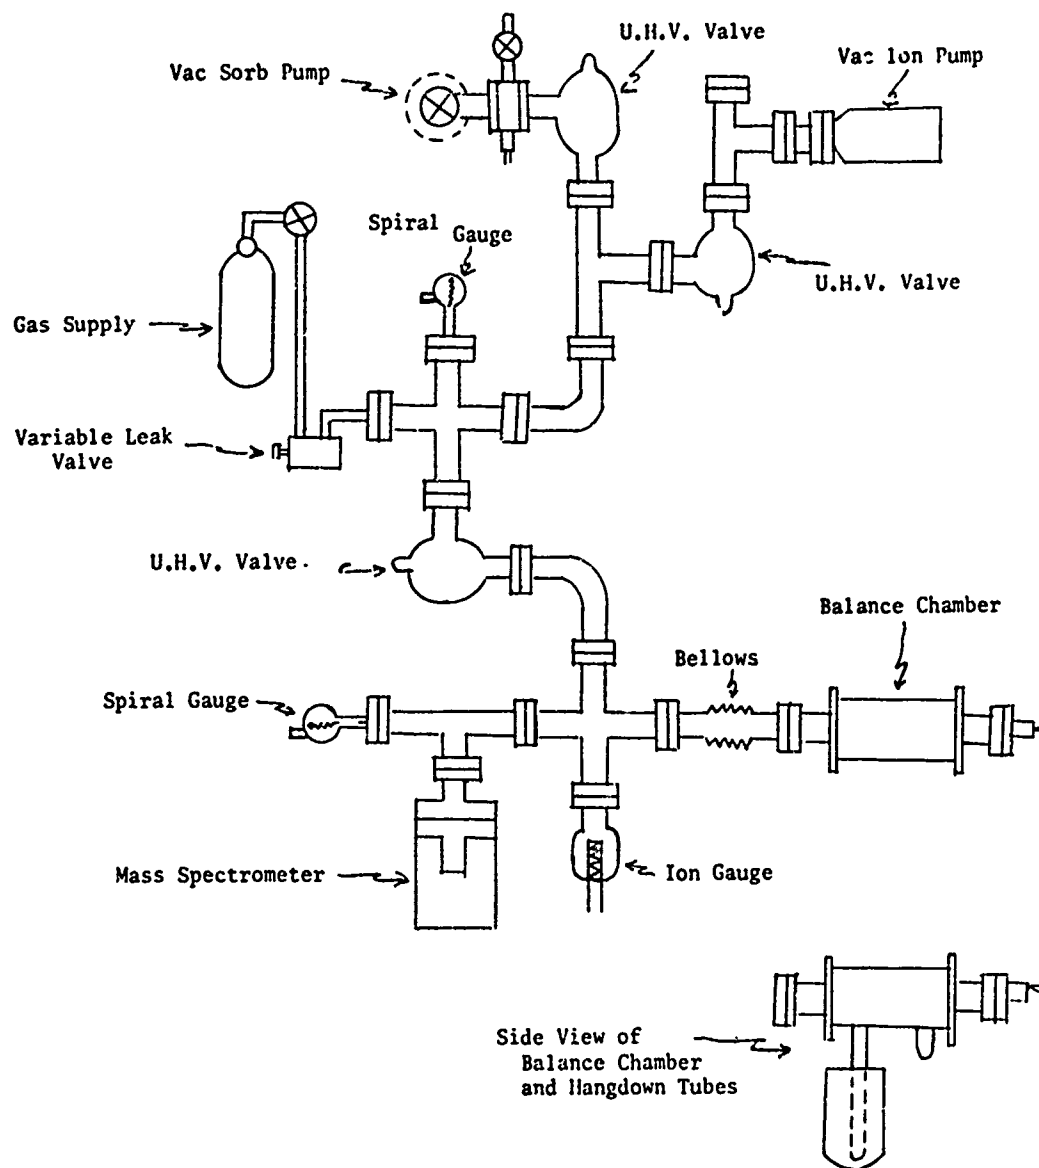 U.H.V. Valve
Vac Sorb Pump
Vac Ion Pump
Spiral
Gauge
U.H.V. Valve
Gas Supply
Variable Leak
Valve
U.H.V. Valve
Balance Chamber
Bellows
Spiral Gauge
Mass Spectrometer
Ion Gauge
Side View of
Balance Chamber
and Hangdown Tubes